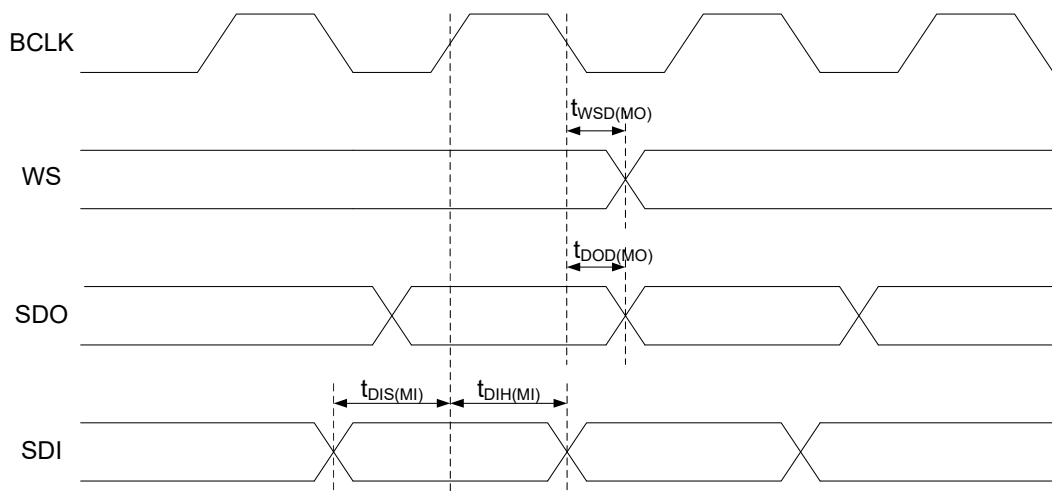 BCLK
tWSD(MO)
WS
tDOD(MO)
SDO
tDIS(MI) tDIH(MI)
SDI